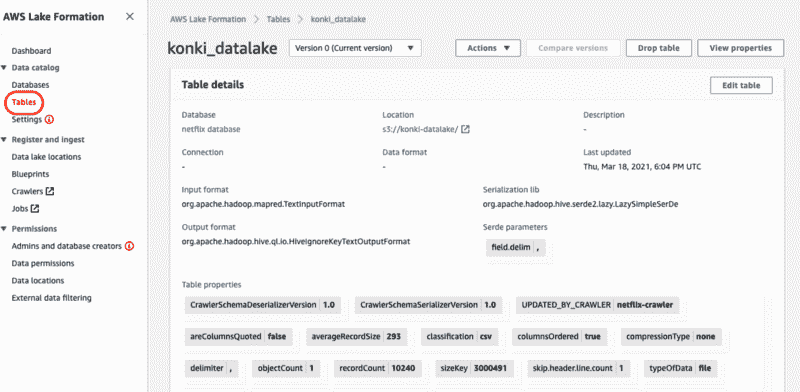 AWS Lake Formation
Dashboard
Data catalog
Databases
Tables
Settings
Register and ingest
Data lake locations
Blueprints
Crawlers
Jobs
Permissions
Admins and database creators
Data permissions
Data locations
External data filtering
AWS Lake Formation > Tables > konki_datalake
konki_datalake Version 0 (Current version) Actions Compare versions Drop table View properties
Table details Edit table
Database Location Description
netflix database s3://konki-datalake/ -
Connection Data format Last updated
- - Thu, Mar 18, 2021, 6:04 PM UTC
Input format Serialization lib
org.apache.hadoop.mapred.TextInputFormat org.apache.hadoop.hive.serde2.lazy.LazySimpleSerDe
Output format Serde parameters
org.apache.hadoop.hive.ql.io.HiveIgnoreKeyTextOutputFormat field.delim ,
Table properties
CrawlerSchemaDeserializerVersion 1.0 CrawlerSchemaSerializerVersion 1.0 UPDATED_BY_CRAWLER netflix-crawler
areColumnsQuoted false averageRecordSize 293 classification csv columnsOrdered true compressionType none
delimiter , objectCount 1 recordCount 10240 sizeKey 3000491 skip.header.line.count 1 typeOfData file